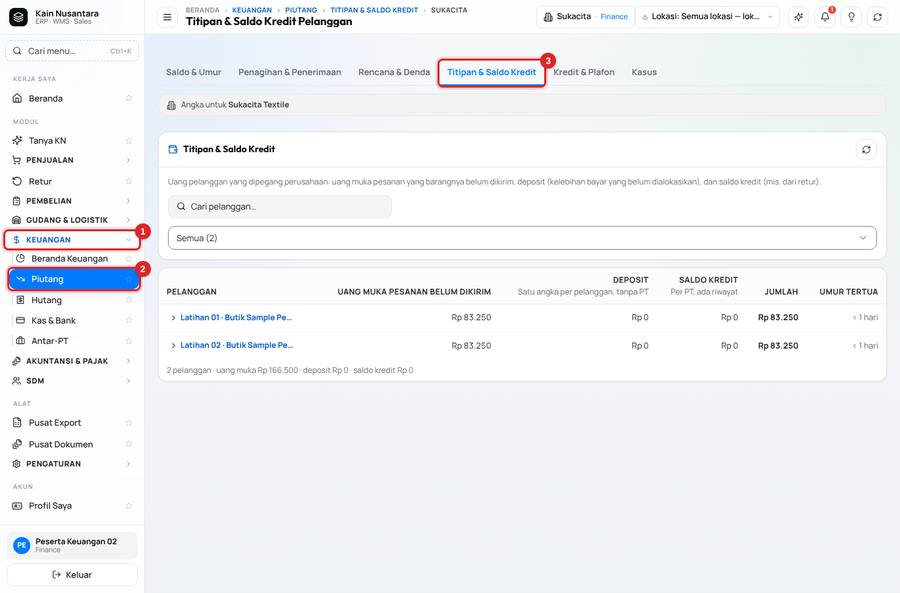 Kain Nusantara
ERP · WMS · Sales
Cari menu... Ctrl+K
KERJA SAYA
Beranda
MODUL
Tanya KN
PENJUALAN
Retur
PEMBELIAN
GUDANG & LOGISTIK
KEUANGAN
1
Beranda Keuangan
Piutang
2
Hutang
Kas & Bank
Antar-PT
AKUNTANSI & PAJAK
SDM
ALAT
Pusat Export
Pusat Dokumen
PENGATURAN
AKUN
Profil Saya
PE
Peserta Keuangan 02
Finance
Keluar
BERANDA › KEUANGAN › PIUTANG › TITIPAN & SALDO KREDIT › SUKACITA
Titipan & Saldo Kredit Pelanggan
Sukacita · Finance
Lokasi: Semua lokasi — lok...
1
Saldo & Umur
Penagihan & Penerimaan
Rencana & Denda
Titipan & Saldo Kredit
3
Kredit & Plafon
Kasus
Angka untuk Sukacita Textile
Titipan & Saldo Kredit
Uang pelanggan yang dipegang perusahaan: uang muka pesanan yang barangnya belum dikirim, deposit (kelebihan bayar yang belum dialokasikan), dan saldo kredit (mis. dari retur).
Cari pelanggan...
Semua (2)
PELANGGAN UANG MUKA PESANAN BELUM DIKIRIM DEPOSIT SALDO KREDIT JUMLAH UMUR TERTUA
Satu angka per pelanggan, tanpa PT Per PT, ada riwayat
Latihan 01 · Butik Sample Pe... Rp 83.250 Rp 0 Rp 0 Rp 83.250 < 1 hari
Latihan 02 · Butik Sample Pe... Rp 83.250 Rp 0 Rp 0 Rp 83.250 < 1 hari
2 pelanggan · uang muka Rp 166.500 · deposit Rp 0 · saldo kredit Rp 0